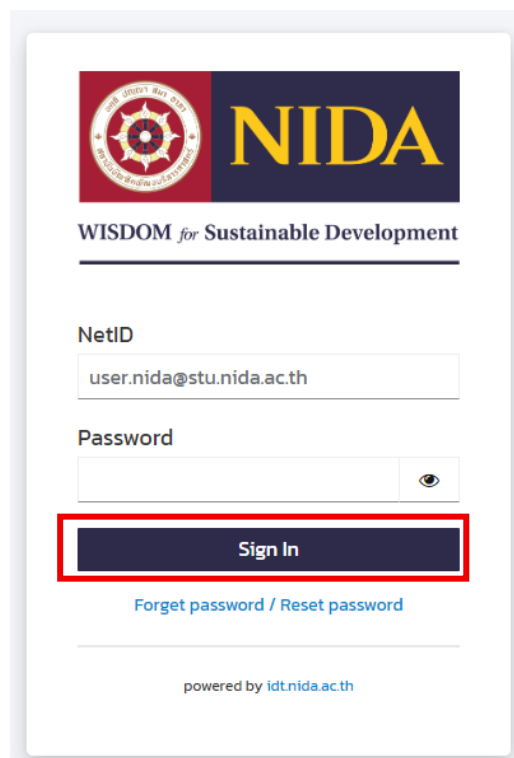 NIDA
WISDOM for Sustainable Development
NetID
user.nida@stu.nida.ac.th
Password
Sign In
Forget password / Reset password
powered by idt.nida.ac.th